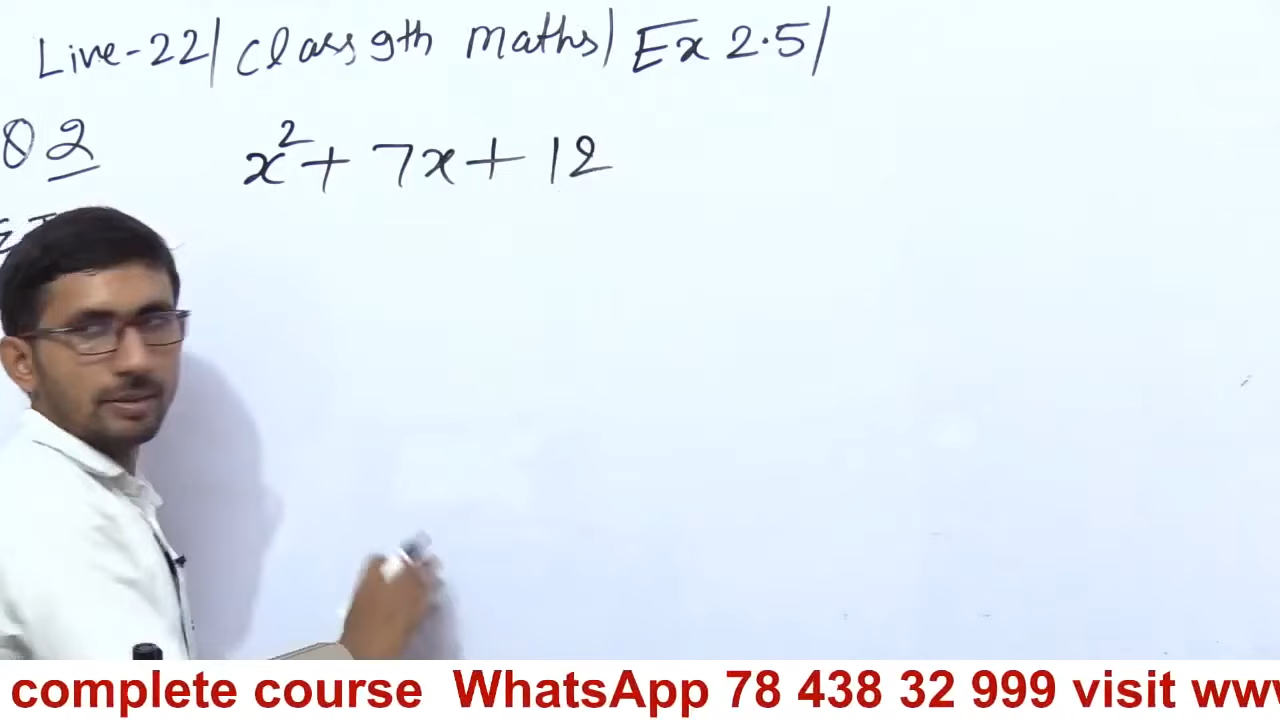 Live-22| Class 9th maths| Ex 2.5|
Q 2 x² + 7x + 12
complete course WhatsApp 78 438 32 999 visit www